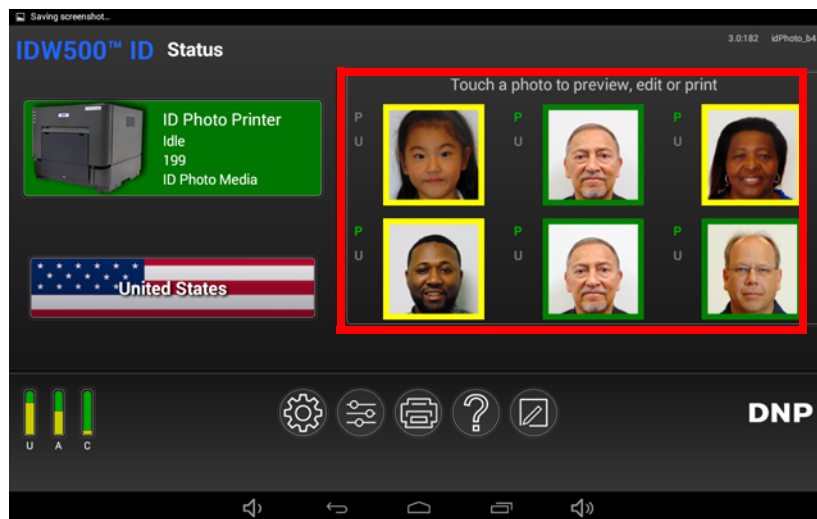 Saving screenshot...
IDW500™ ID Status
3.0:182 idPhoto_b4
ID Photo Printer
Idle
199
ID Photo Media
United States
Touch a photo to preview, edit or print
P
U
P
U
P
U
P
U
P
U
P
U
U A C
DNP